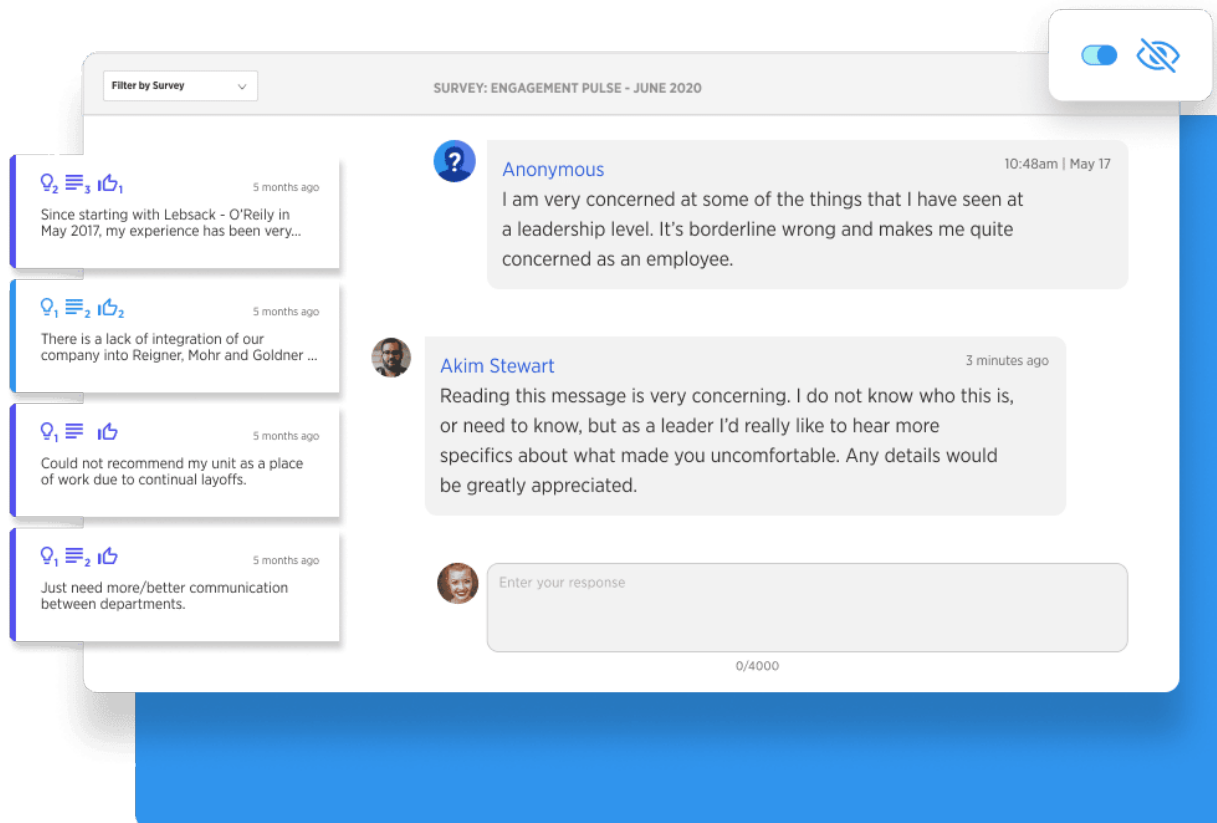 Filter by Survey
SURVEY: ENGAGEMENT PULSE - JUNE 2020
2 3 1
5 months ago
Since starting with Lebsack - O'Reily in
May 2017, my experience has been very...
1 2 2
5 months ago
There is a lack of integration of our
company into Reigner, Mohr and Goldner ...
1
5 months ago
Could not recommend my unit as a place
of work due to continual layoffs.
1 2
5 months ago
Just need more/better communication
between departments.
?
Anonymous
10:48am | May 17
I am very concerned at some of the things that I have seen at
a leadership level. It's borderline wrong and makes me quite
concerned as an employee.
Akim Stewart
3 minutes ago
Reading this message is very concerning. I do not know who this is,
or need to know, but as a leader I'd really like to hear more
specifics about what made you uncomfortable. Any details would
be greatly appreciated.
Enter your response
0/4000